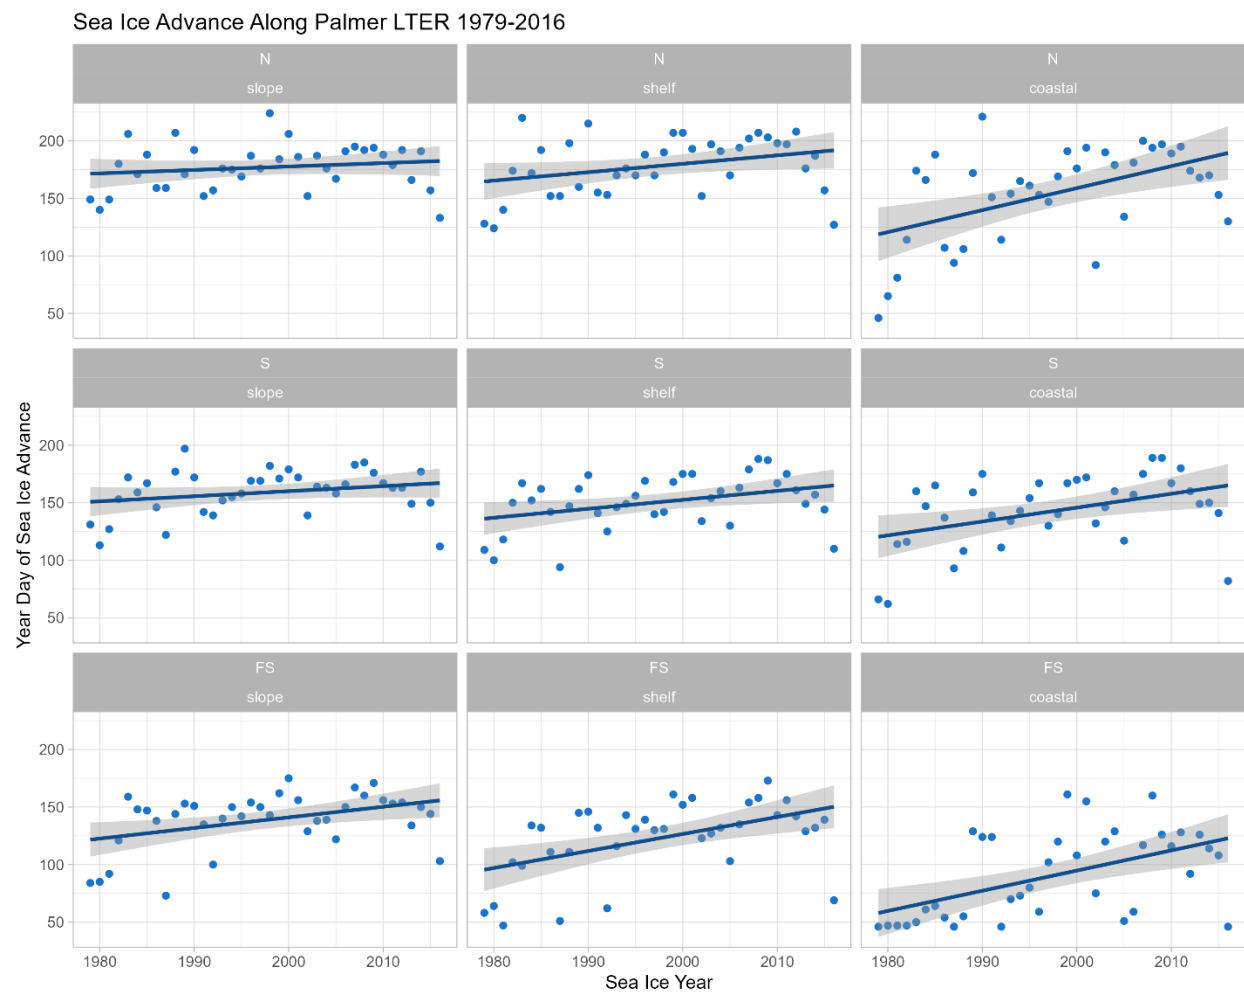 Sea Ice Advance Along Palmer LTER 1979-2016
N N N
slope shelf coastal
200
150
100
50
S S S
slope shelf coastal
200
150
100
50
Year Day of Sea Ice Advance
FS FS FS
slope shelf coastal
200
150
100
50
1980 1990 2000 2010 1980 1990 2000 2010 1980 1990 2000 2010
Sea Ice Year